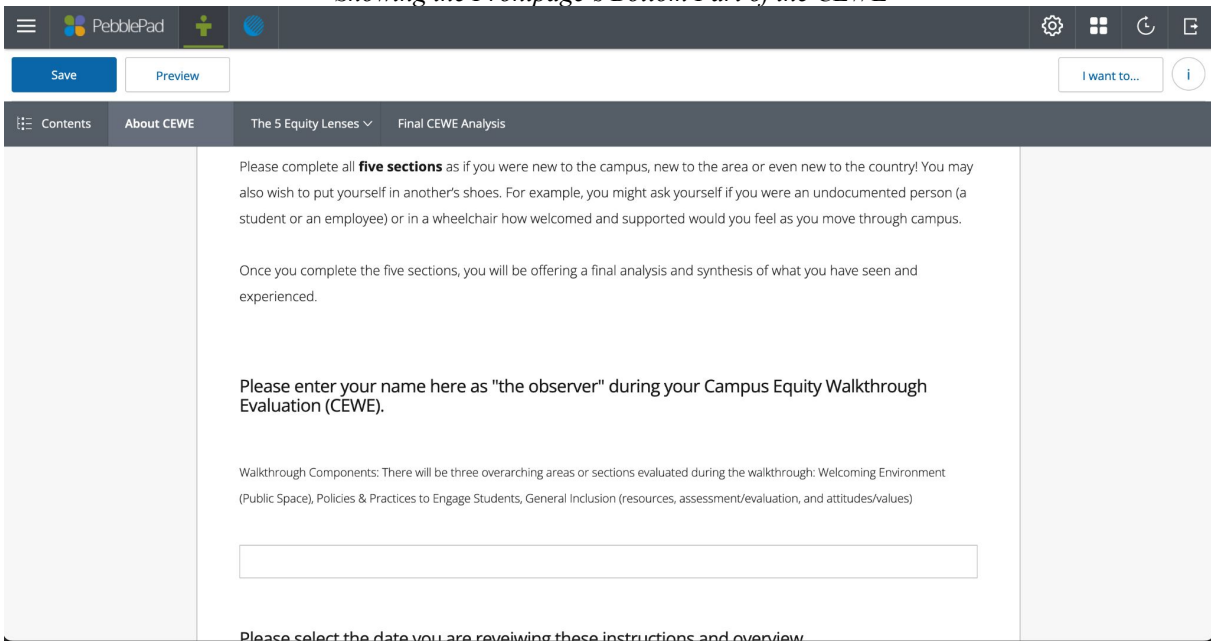 Showing the Frontpage's Bottom Part of the CEWE
PebblePad
Save
Preview
I want to...
i
Contents
About CEWE
The 5 Equity Lenses
Final CEWE Analysis
Please complete all five sections as if you were new to the campus, new to the area or even new to the country! You may
also wish to put yourself in another's shoes. For example, you might ask yourself if you were an undocumented person (a
student or an employee) or in a wheelchair how welcomed and supported would you feel as you move through campus.
Once you complete the five sections, you will be offering a final analysis and synthesis of what you have seen and
experienced.
Please enter your name here as "the observer" during your Campus Equity Walkthrough
Evaluation (CEWE).
Walkthrough Components: There will be three overarching areas or sections evaluated during the walkthrough: Welcoming Environment
(Public Space), Policies & Practices to Engage Students, General Inclusion (resources, assessment/evaluation, and attitudes/values)
Please select the date you are reveiwing these instructions and overview